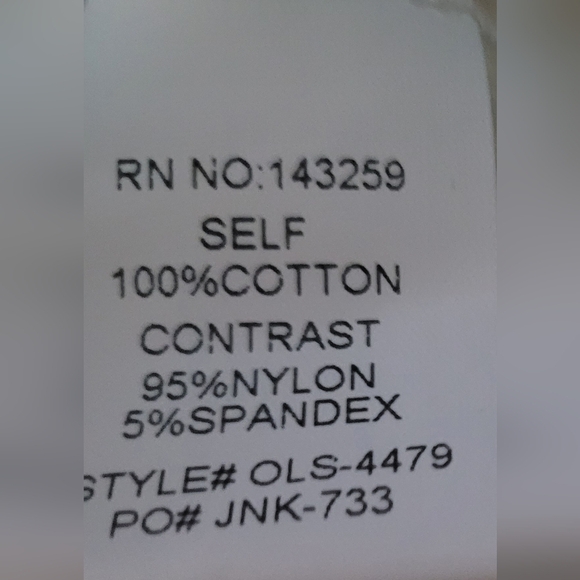 RN NO:143259
SELF
100%COTTON
CONTRAST
95%NYLON
5%SPANDEX
STYLE# OLS-4479
PO# JNK-733